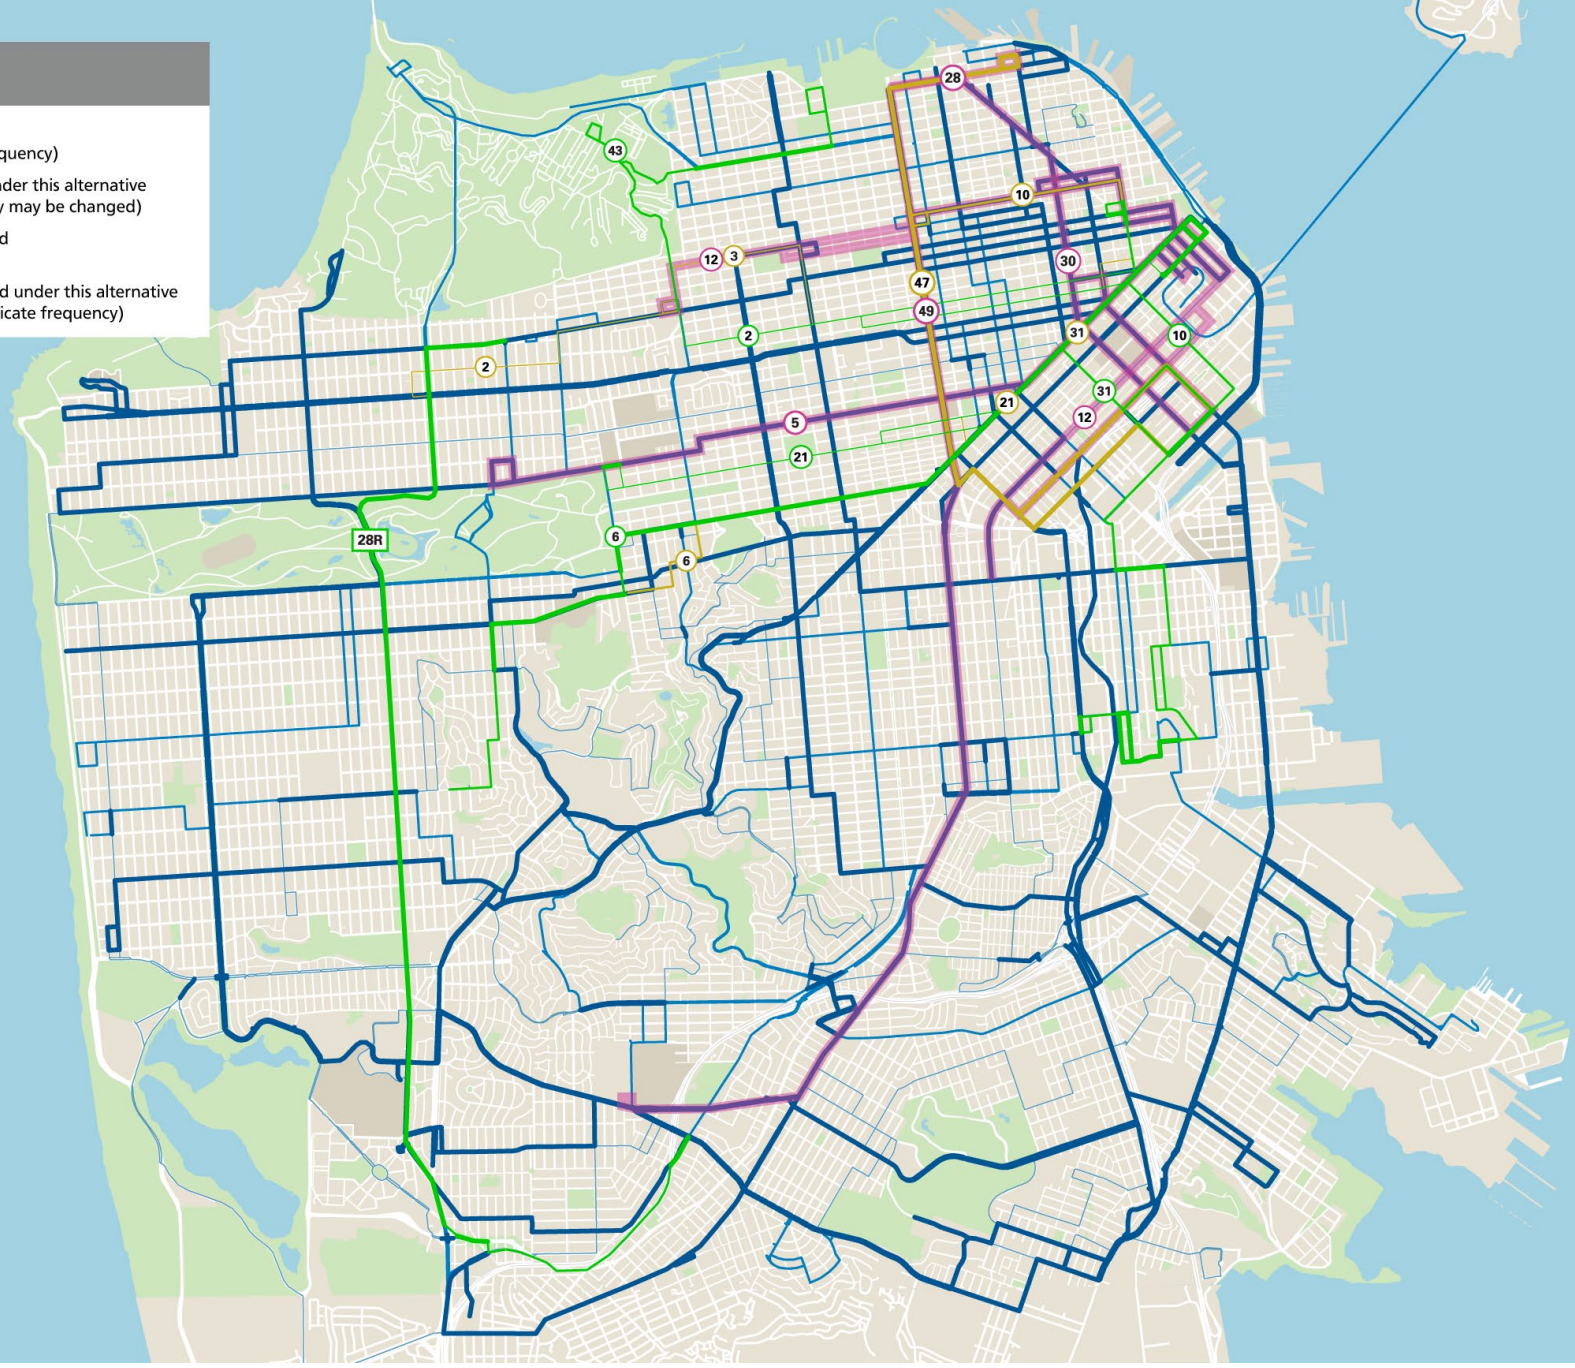 quency)
nder this alternative
y may be changed)
d
d under this alternative
icate frequency)
28
43
10
12
3
30
47
49
2
31
10
2
31
21
12
5
21
6
28R
6